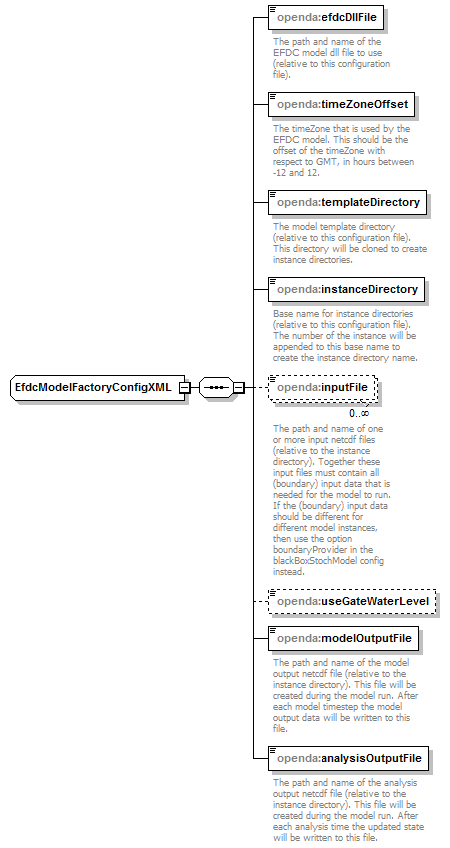 openda:efdcDllFile
The path and name of the
EFDC model dll file to use
(relative to this configuration
file).
openda:timeZoneOffset
The timeZone that is used by the
EFDC model. This should be the
offset of the timeZone with
respect to GMT, in hours between
-12 and 12.
openda:templateDirectory
The model template directory
(relative to this configuration file).
This directory will be cloned to create
instance directories.
openda:instanceDirectory
Base name for instance directories
(relative to this configuration file).
The number of the instance will be
appended to this base name to
create the instance directory name.
EfdcModelFactoryConfigXML
openda:inputFile
0..∞
The path and name of one
or more input netcdf files
(relative to the instance
directory). Together these
input files must contain all
(boundary) input data that is
needed for the model to run.
If the (boundary) input data
should be different for
different model instances,
then use the option
boundaryProvider in the
blackBoxStochModel config
instead.
openda:useGateWaterLevel
openda:modelOutputFile
The path and name of the model
output netcdf file (relative to the
instance directory). This file will be
created during the model run. After
each model timestep the model
output data will be written to this
file.
openda:analysisOutputFile
The path and name of the analysis
output netcdf file (relative to the
instance directory). This file will be
created during the model run. After
each analysis time the updated state
will be written to this file.